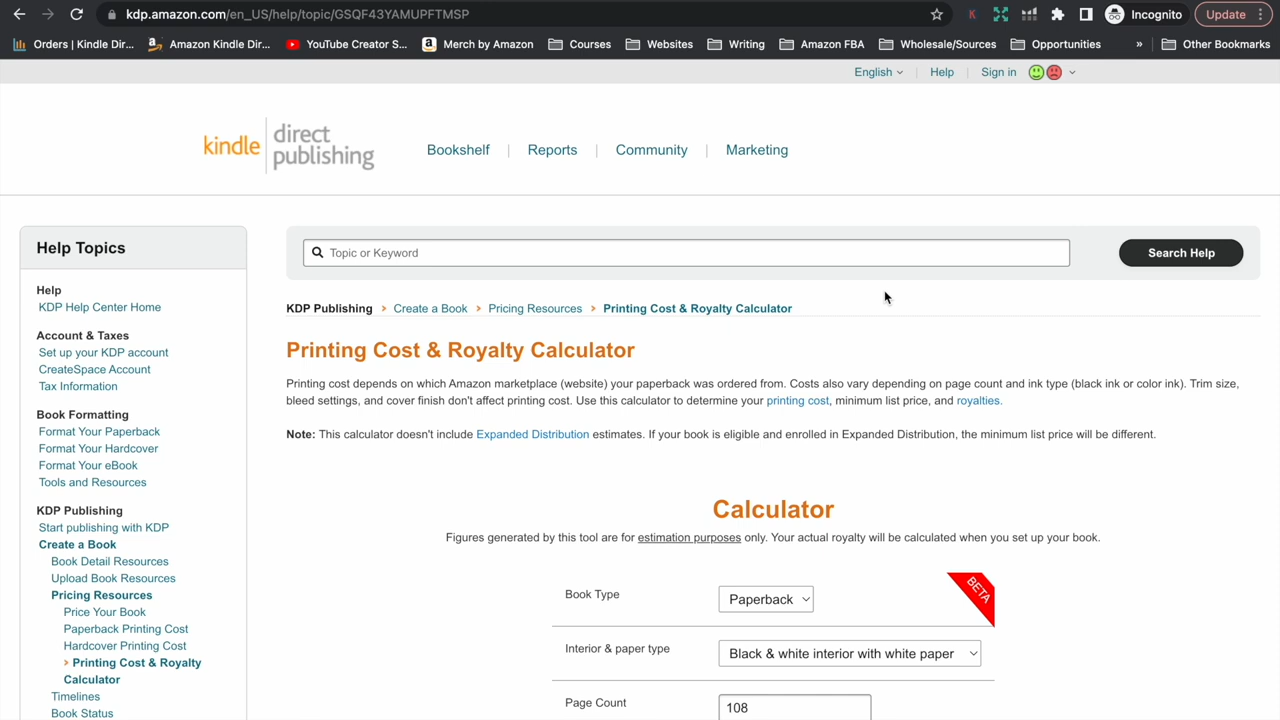 kdp.amazon.com/en_US/help/topic/GSQF43YAMUPFTMSP
K
Incognito
Update
Orders | Kindle Dir...
Amazon Kindle Dir...
YouTube Creator S...
Merch by Amazon
Courses
Websites
Writing
Amazon FBA
Wholesale/Sources
Opportunities
»
Other Bookmarks
English
Help
Sign in
kindle direct publishing
Bookshelf
Reports
Community
Marketing
Help Topics
Help
KDP Help Center Home
Account & Taxes
Set up your KDP account
CreateSpace Account
Tax Information
Book Formatting
Format Your Paperback
Format Your Hardcover
Format Your eBook
Tools and Resources
KDP Publishing
Start publishing with KDP
Create a Book
Book Detail Resources
Upload Book Resources
Pricing Resources
Price Your Book
Paperback Printing Cost
Hardcover Printing Cost
› Printing Cost & Royalty
Calculator
Timelines
Book Status
Topic or Keyword
Search Help
KDP Publishing › Create a Book › Pricing Resources › Printing Cost & Royalty Calculator
Printing Cost & Royalty Calculator
Printing cost depends on which Amazon marketplace (website) your paperback was ordered from. Costs also vary depending on page count and ink type (black ink or color ink). Trim size,
bleed settings, and cover finish don't affect printing cost. Use this calculator to determine your printing cost, minimum list price, and royalties.
Note: This calculator doesn't include Expanded Distribution estimates. If your book is eligible and enrolled in Expanded Distribution, the minimum list price will be different.
Calculator
Figures generated by this tool are for estimation purposes only. Your actual royalty will be calculated when you set up your book.
BETA
Book Type
Paperback
Interior & paper type
Black & white interior with white paper
Page Count
108